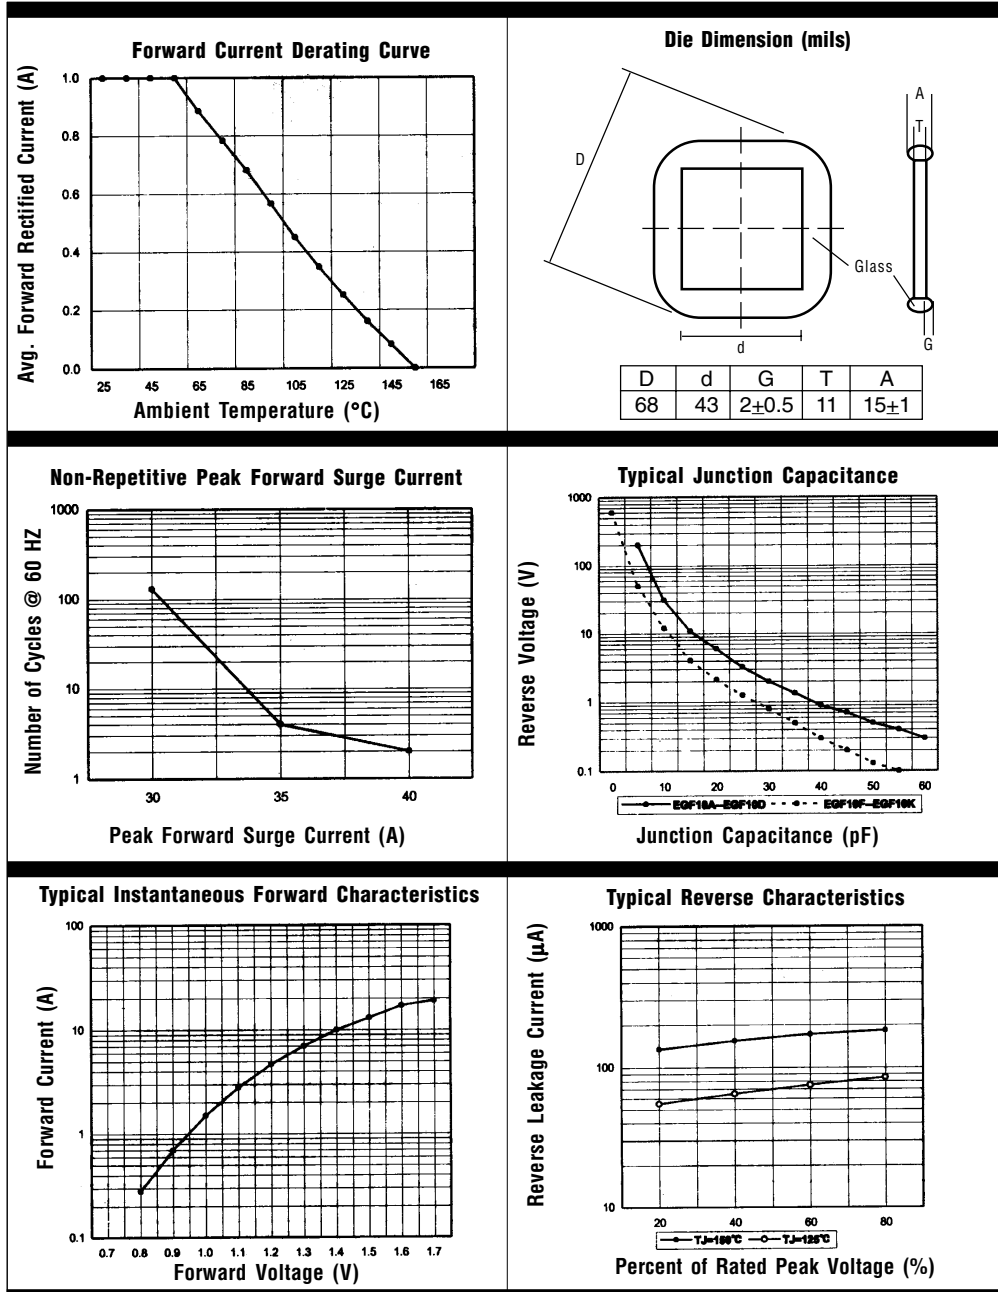 Forward Current Derating Curve
Avg. Forward Rectified Current (A)
1.0
0.8
0.6
0.4
0.2
0.0
25 45 65 85 105 125 145 165
Ambient Temperature (°C)
Die Dimension (mils)
A
T
D
Glass
G
d
D d G T A
68 43 2±0.5 11 15±1
Non-Repetitive Peak Forward Surge Current
Number of Cycles @ 60 HZ
1000
100
10
1
30 35 40
Peak Forward Surge Current (A)
Typical Junction Capacitance
Reverse Voltage (V)
1000
100
10
1
0.1
0 10 20 30 40 50 60
EGF10A--EGF10D EGF10F--EGF10K
Junction Capacitance (pF)
Typical Instantaneous Forward Characteristics
Forward Current (A)
100
10
1
0.1
0.7 0.8 0.9 1.0 1.1 1.2 1.3 1.4 1.5 1.6 1.7
Forward Voltage (V)
Typical Reverse Characteristics
Reverse Leakage Current (µA)
1000
100
10
20 40 60 80
TJ=150°C TJ=125°C
Percent of Rated Peak Voltage (%)